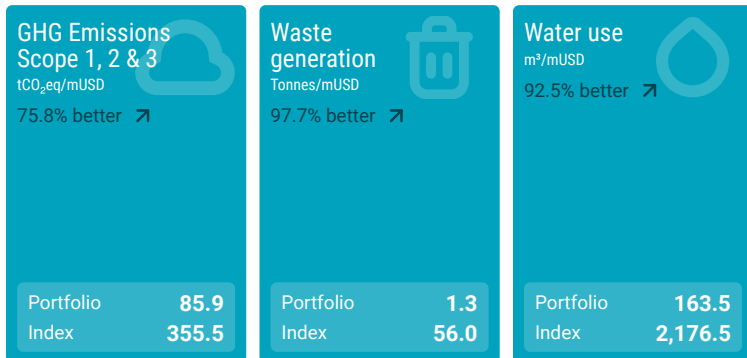 GHG Emissions
Scope 1, 2 & 3
tCO₂eq/mUSD
75.8% better
Portfolio 85.9
Index 355.5
Waste
generation
Tonnes/mUSD
97.7% better
Portfolio 1.3
Index 56.0
Water use
m³/mUSD
92.5% better
Portfolio 163.5
Index 2,176.5